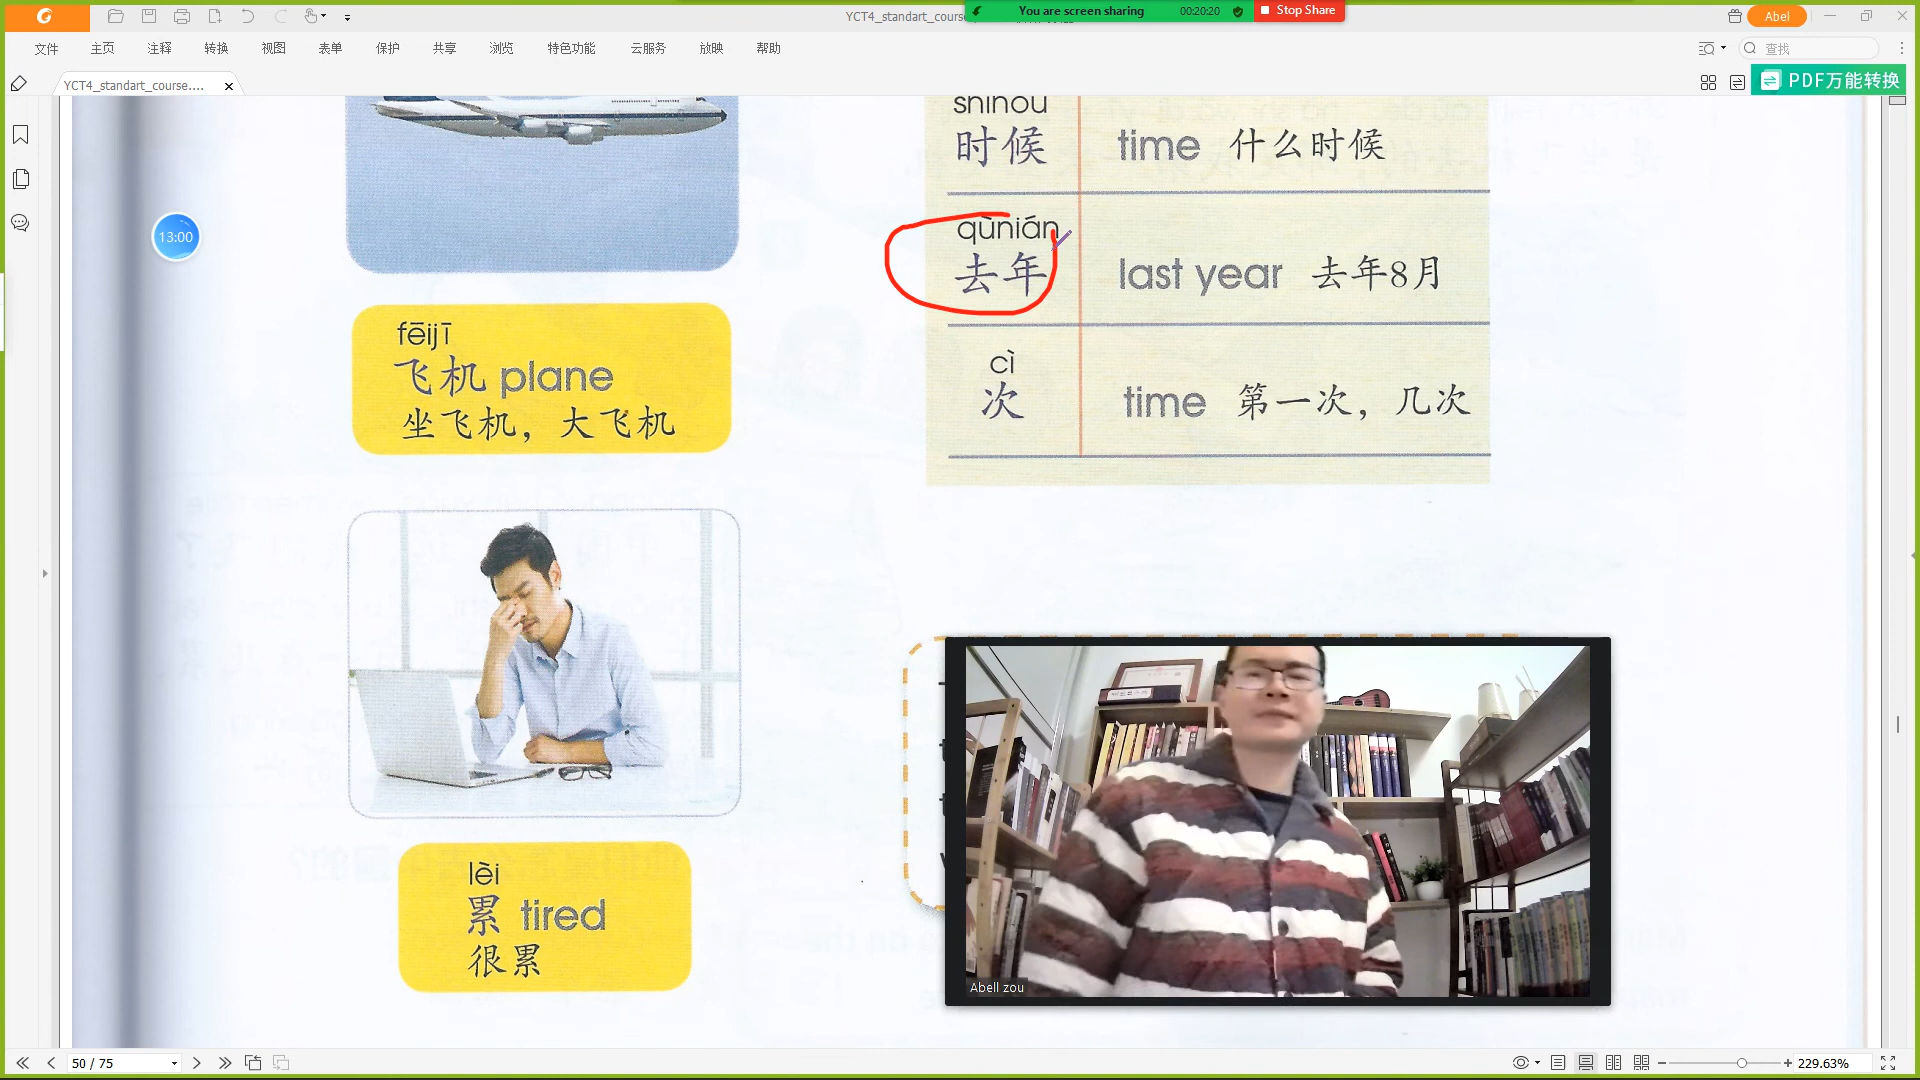 YCT4_standart_cours
You are screen sharing
00:20:20
Stop Share
Abel
文件 主页 注释 转换 视图 表单 保护 共享 浏览 特色功能 云服务 放映 帮助
查找
YCT4_standart_course....
PDF万能转换
shíhou
时候 time 什么时候
13:00
qùnián
去年 last year 去年8月
fēijī
飞机 plane
坐飞机，大飞机
cì
次 time 第一次，几次
lèi
累 tired
很累
Abell zou
50 / 75
229.63%